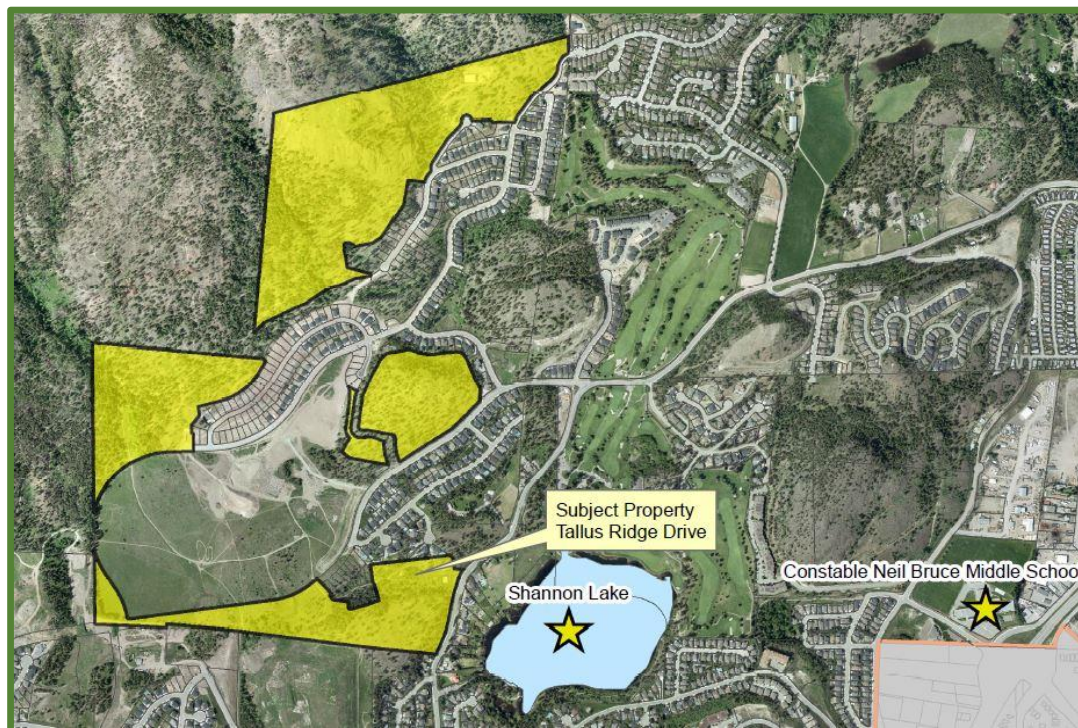 Subject Property
Tallus Ridge Drive
Shannon Lake
Constable Neil Bruce Middle Schoo